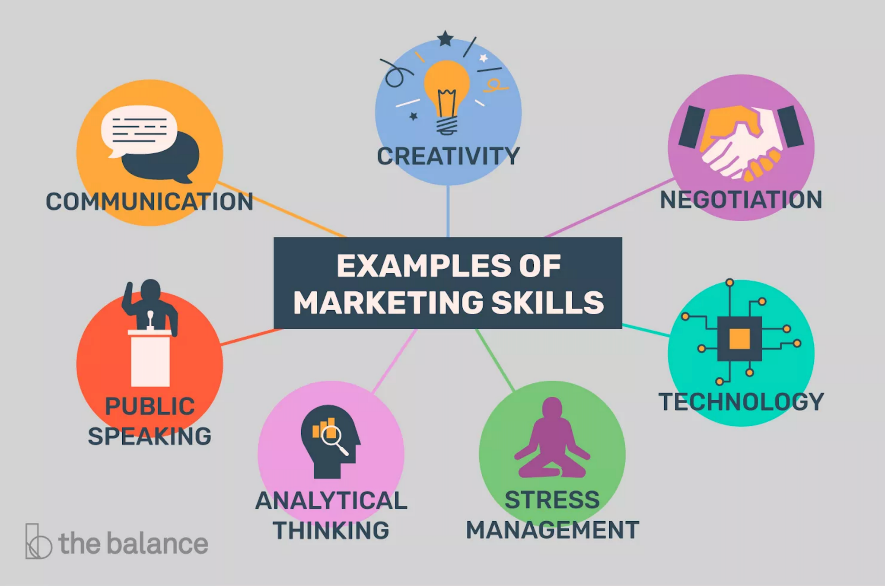 CREATIVITY
COMMUNICATION
NEGOTIATION
EXAMPLES OF
MARKETING SKILLS
PUBLIC
SPEAKING
TECHNOLOGY
ANALYTICAL
THINKING
STRESS
MANAGEMENT
the balance